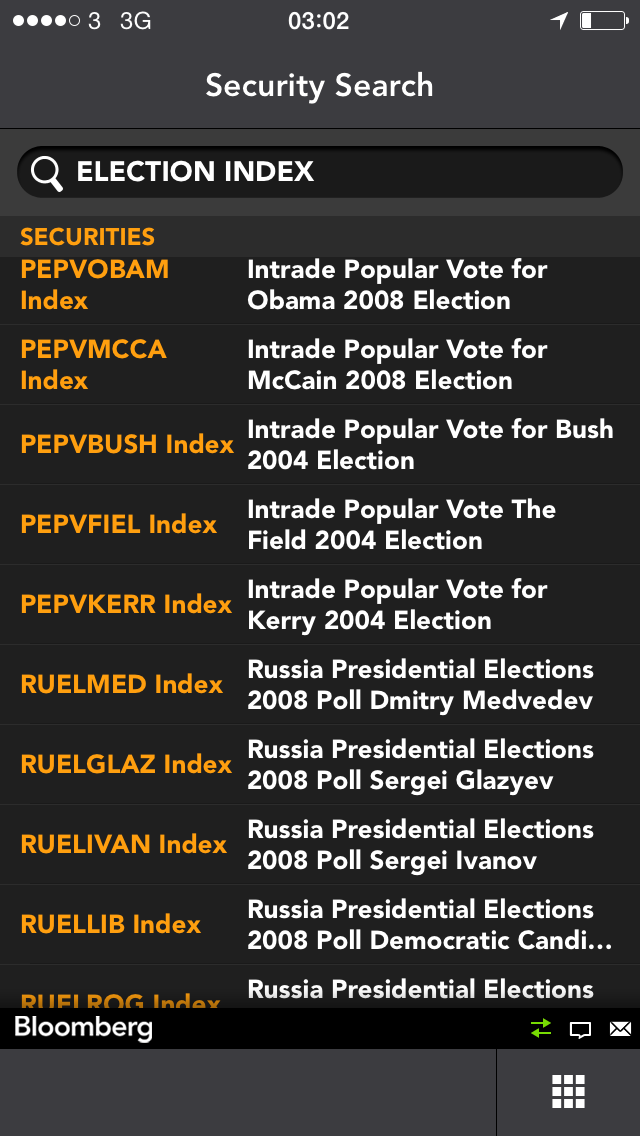 3 3G 03:02
Security Search
ELECTION INDEX
SECURITIES
PEPVOBAM Index
Intrade Popular Vote for
Obama 2008 Election
PEPVMCCA Index
Intrade Popular Vote for
McCain 2008 Election
PEPVBUSH Index
Intrade Popular Vote for Bush
2004 Election
PEPVFIEL Index
Intrade Popular Vote The
Field 2004 Election
PEPVKERR Index
Intrade Popular Vote for
Kerry 2004 Election
RUELMED Index
Russia Presidential Elections
2008 Poll Dmitry Medvedev
RUELGLAZ Index
Russia Presidential Elections
2008 Poll Sergei Glazyev
RUELIVAN Index
Russia Presidential Elections
2008 Poll Sergei Ivanov
RUELLIB Index
Russia Presidential Elections
2008 Poll Democratic Candi...
RUELROG Index
Russia Presidential Elections
Bloomberg